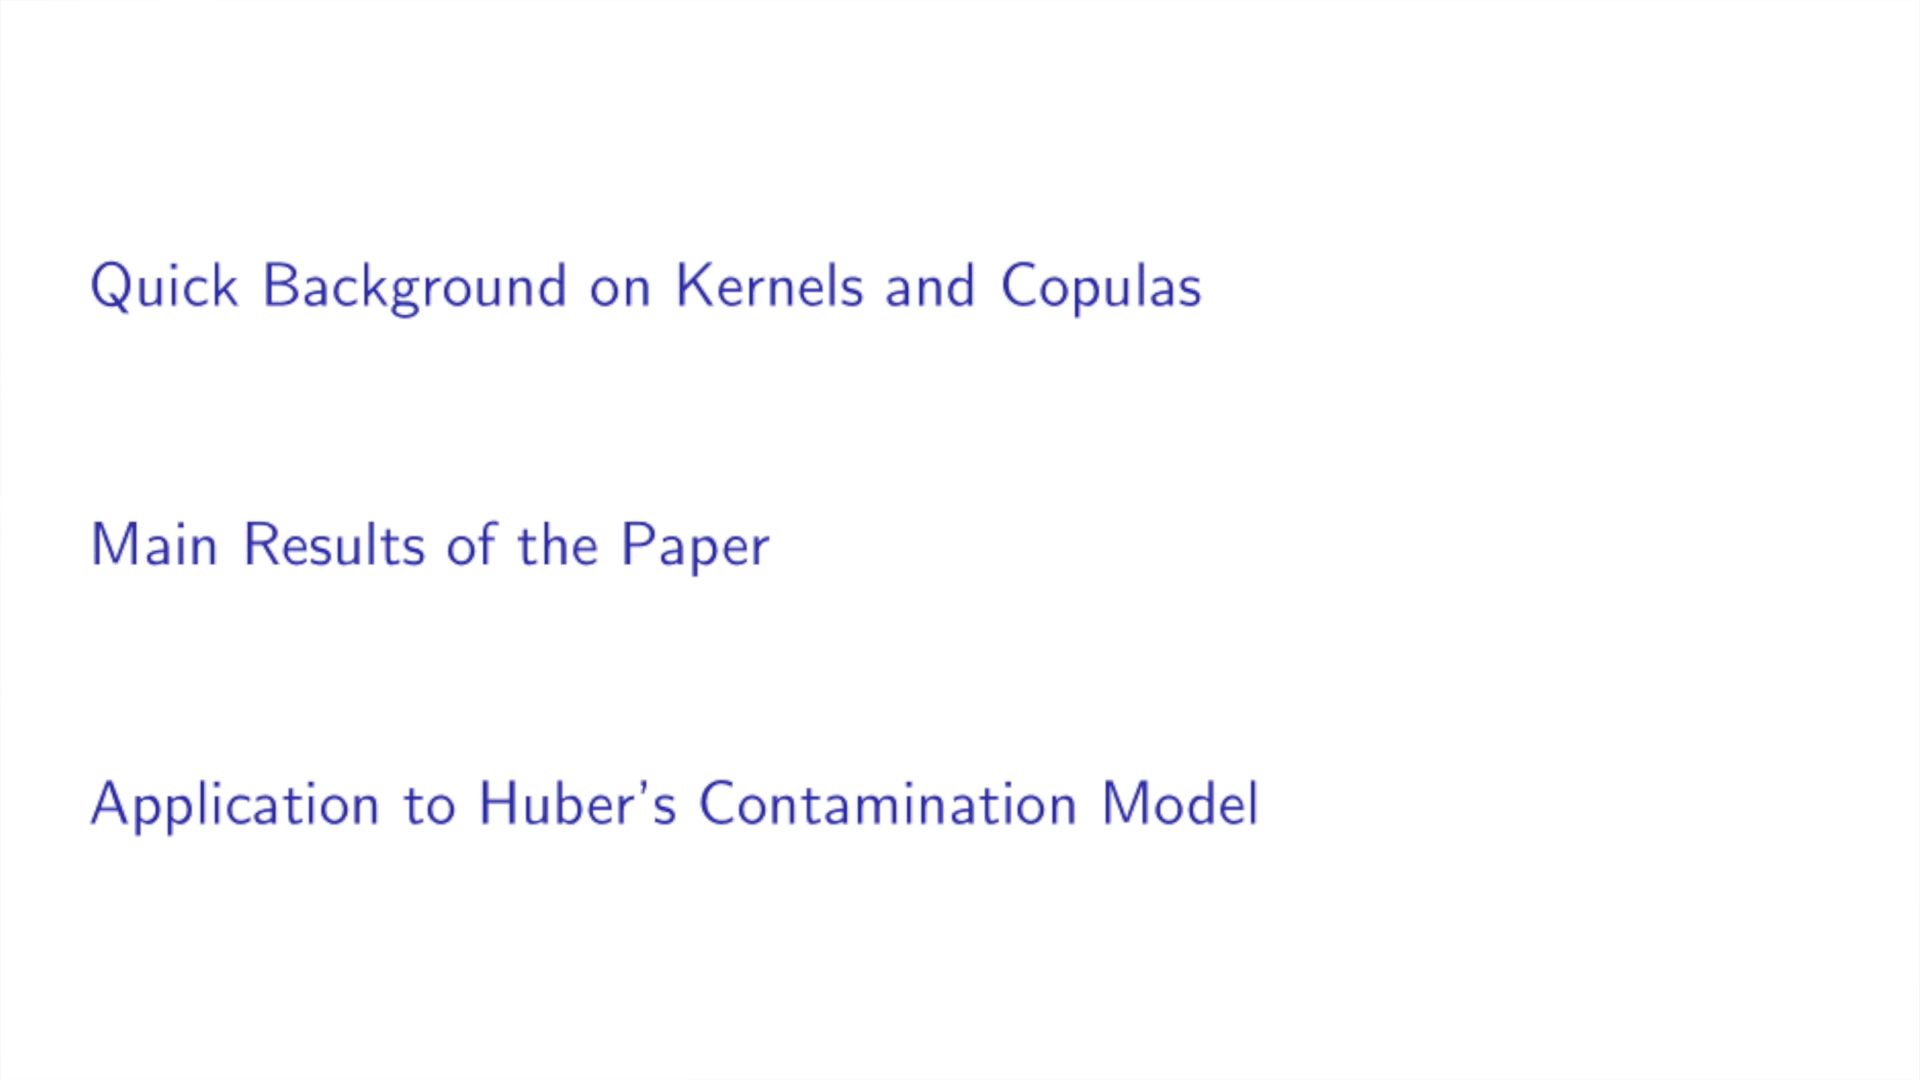 Quick Background on Kernels and Copulas
Main Results of the Paper
Application to Huber's Contamination Model